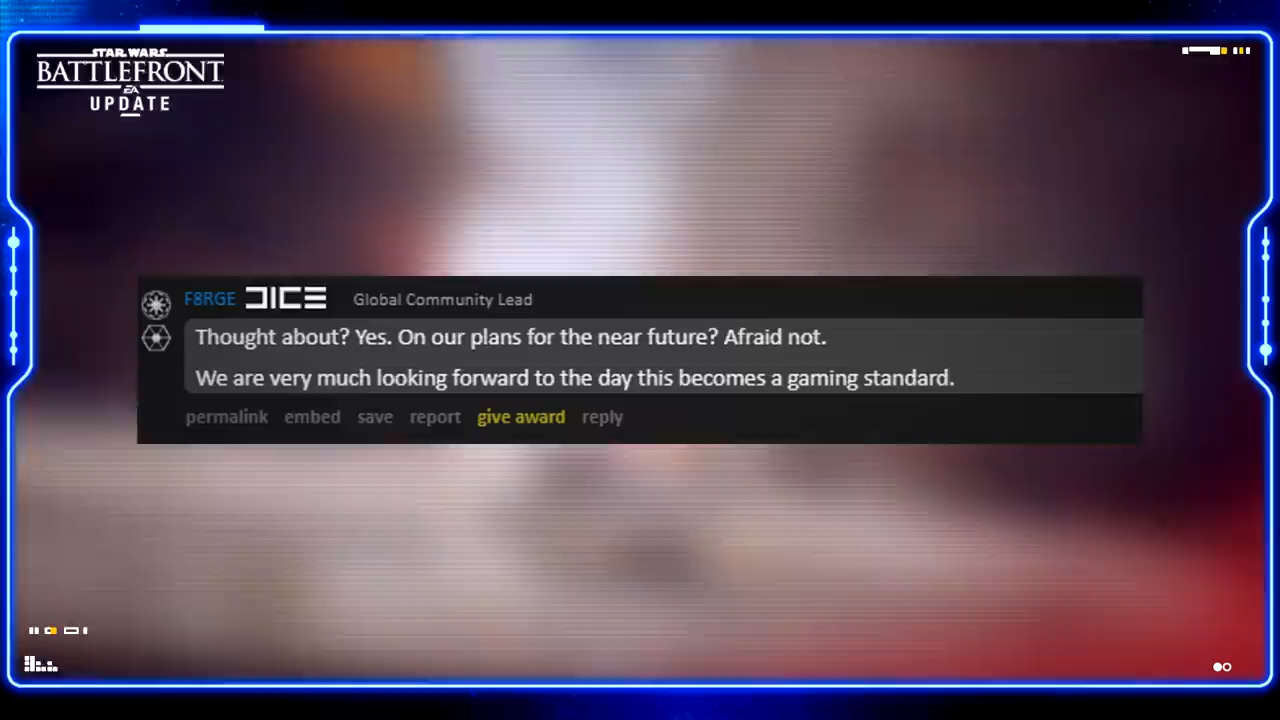 STAR WARS
BATTLEFRONT
EA
UPDATE
F8RGE DICE Global Community Lead
Thought about? Yes. On our plans for the near future? Afraid not.
We are very much looking forward to the day this becomes a gaming standard.
permalink embed save report give award reply